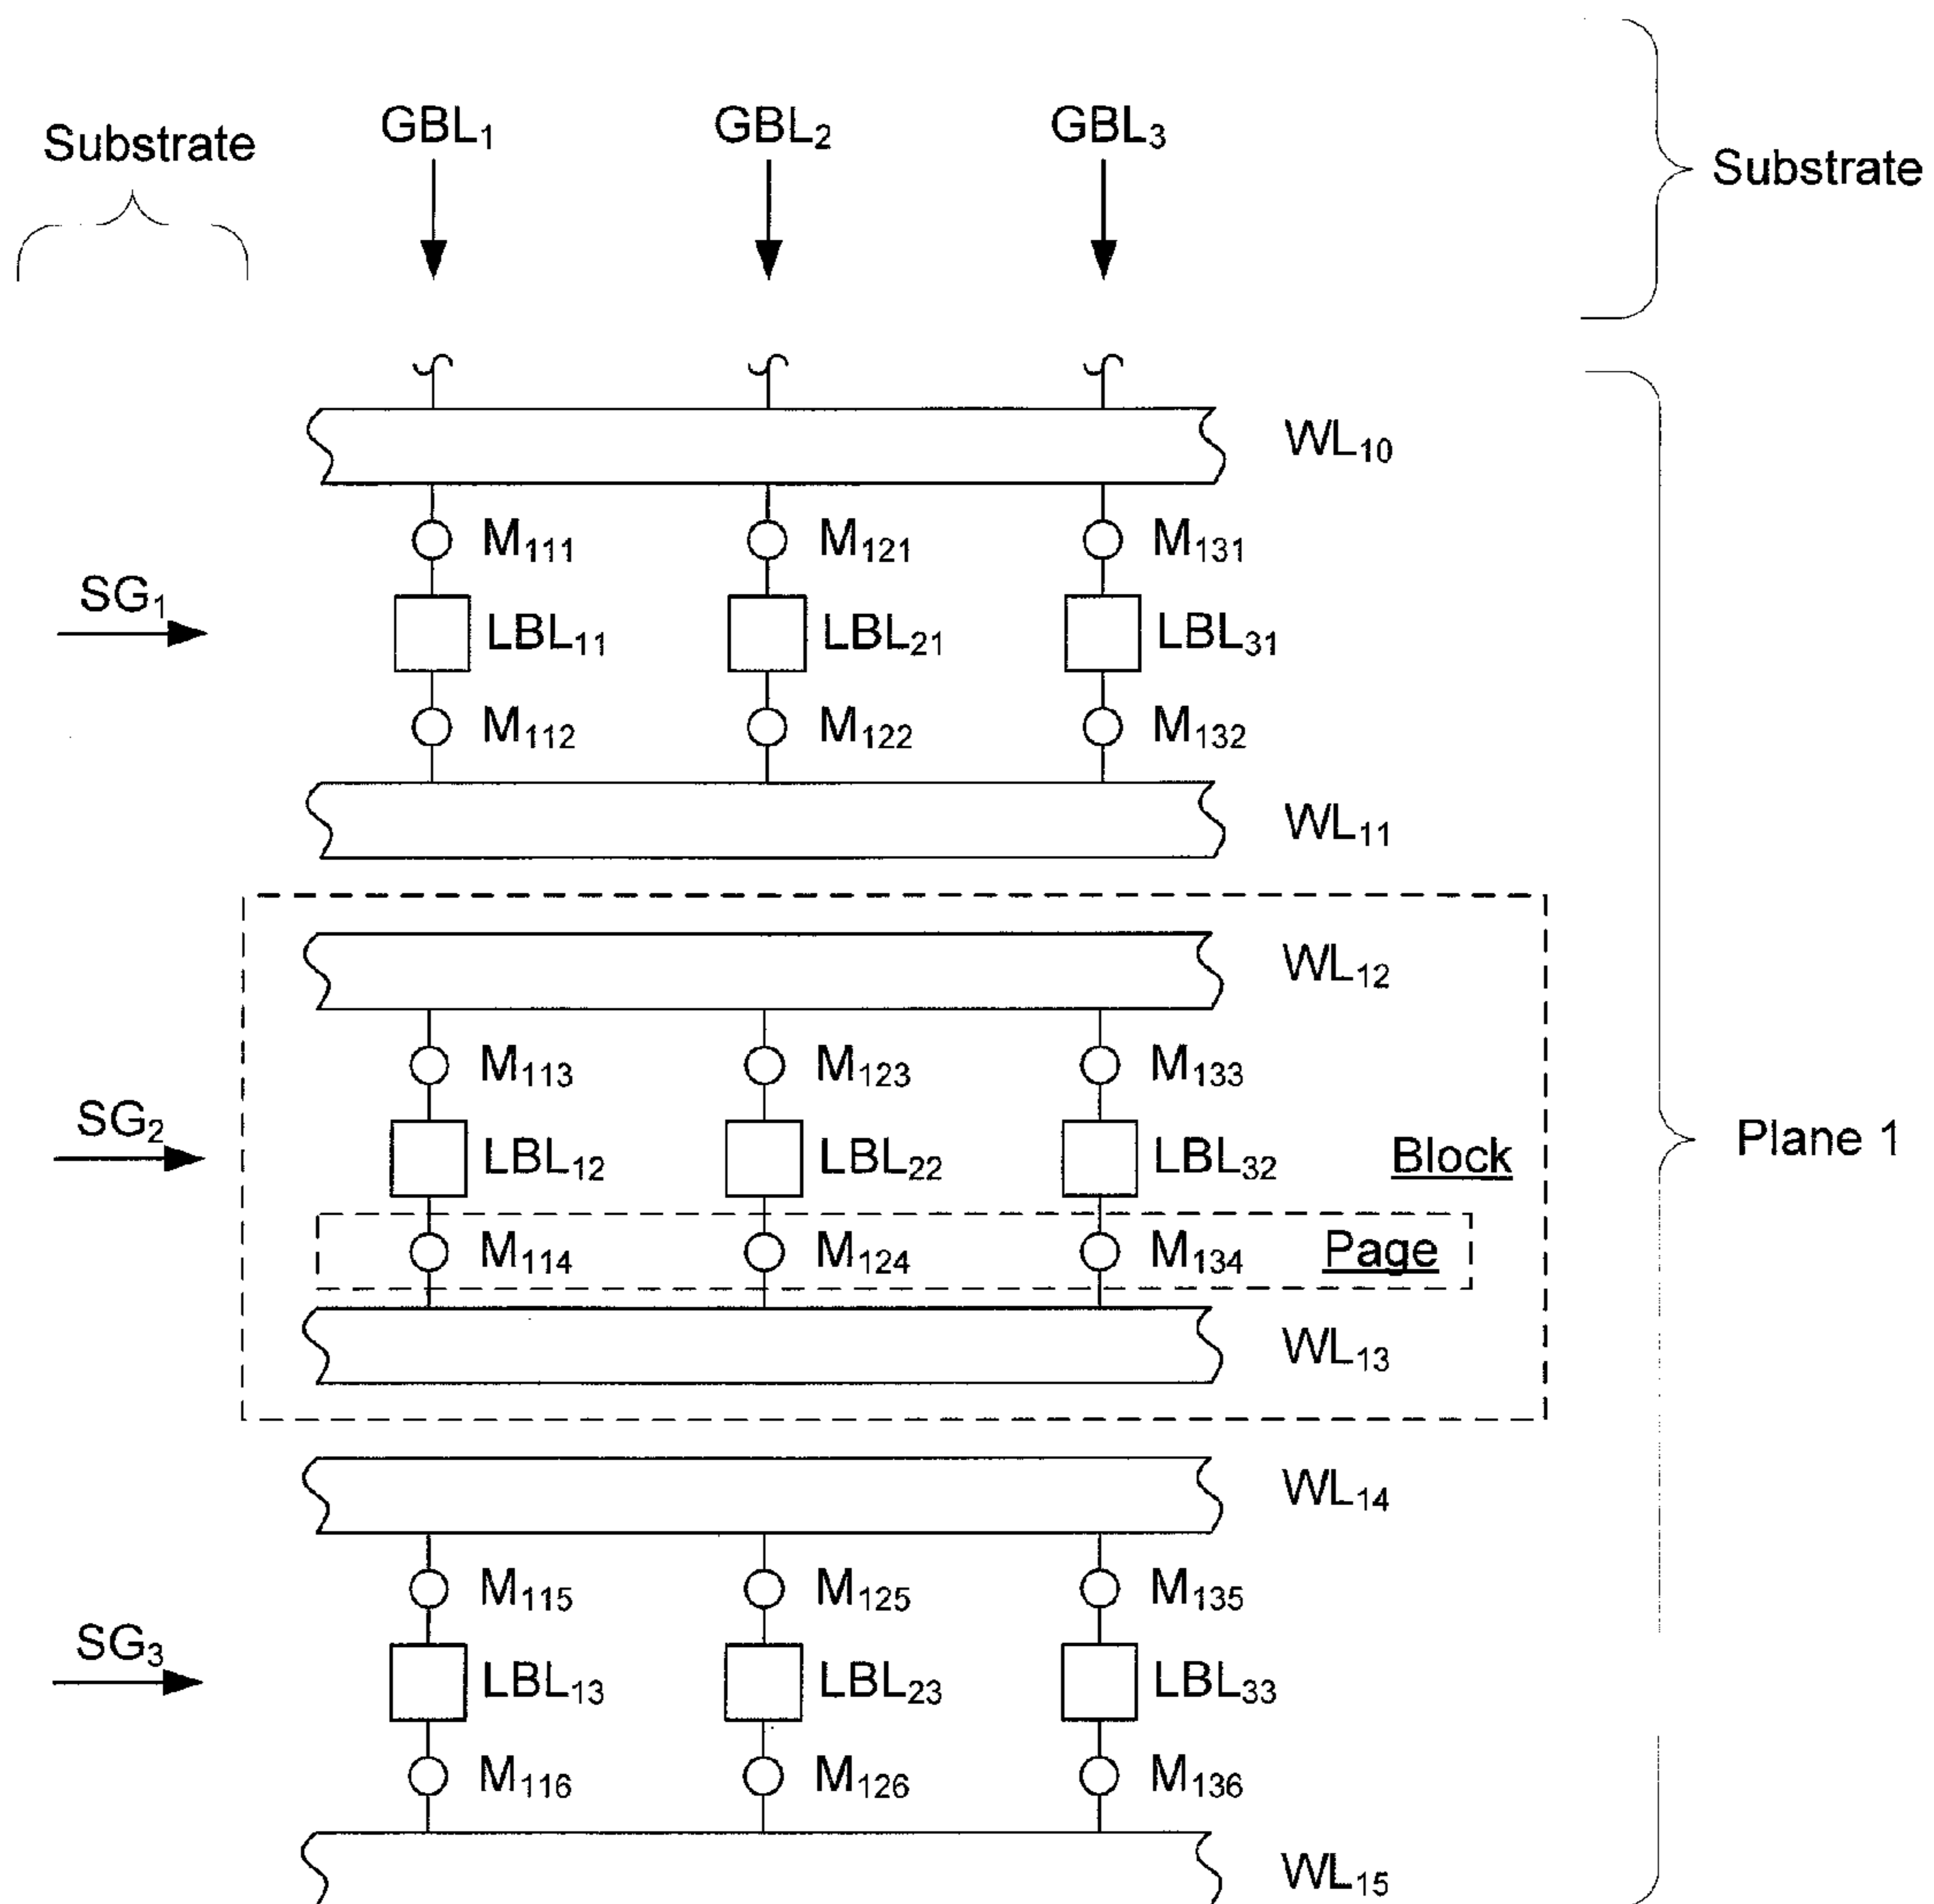 GBL₁ GBL₂ GBL₃
Substrate Substrate
WL₁₀
M₁₁₁ M₁₂₁ M₁₃₁
SG₁ LBL₁₁ LBL₂₁ LBL₃₁
M₁₁₂ M₁₂₂ M₁₃₂
WL₁₁
WL₁₂
M₁₁₃ M₁₂₃ M₁₃₃
SG₂ LBL₁₂ LBL₂₂ LBL₃₂ Block Plane 1
M₁₁₄ M₁₂₄ M₁₃₄ Page
WL₁₃
WL₁₄
M₁₁₅ M₁₂₅ M₁₃₅
SG₃ LBL₁₃ LBL₂₃ LBL₃₃
M₁₁₆ M₁₂₆ M₁₃₆
WL₁₅